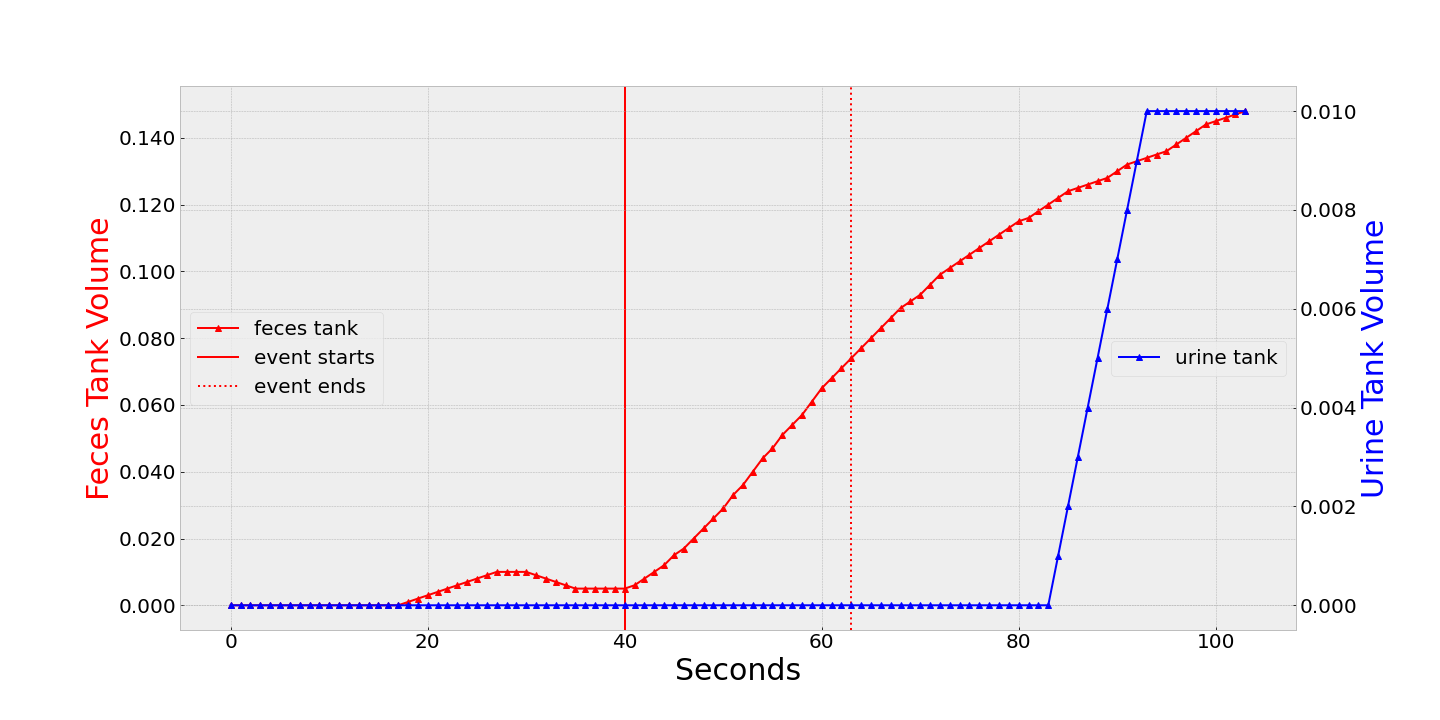 Feces Tank Volume
0.140
0.120
0.100
0.080
0.060
0.040
0.020
0.000
feces tank
event starts
event ends
urine tank
0.010
0.008
0.006
0.004
0.002
0.000
Urine Tank Volume
0 20 40 60 80 100
Seconds